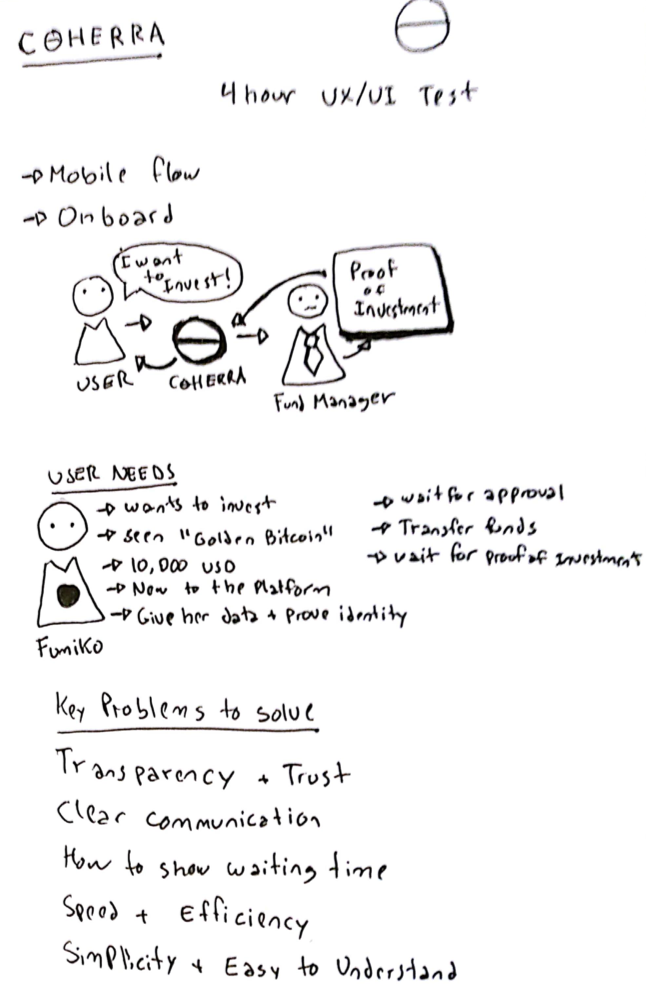 COHERRA
4 hour UX/UI Test
→ Mobile flow
→ Onboard
I want
to Invest!
Proof
of
Investment
USER
COHERRA
Fund Manager
USER NEEDS
→ wants to invest
→ seen "Golden Bitcoin"
→ 10,000 USD
→ New to the Platform
→ Give her data + prove identity
Fumiko
→ wait for approval
→ Transfer funds
→ wait for proof of Investment
Key Problems to solve
Transparency + Trust
Clear communication
How to show waiting time
Speed + Efficiency
Simplicity + Easy to Understand